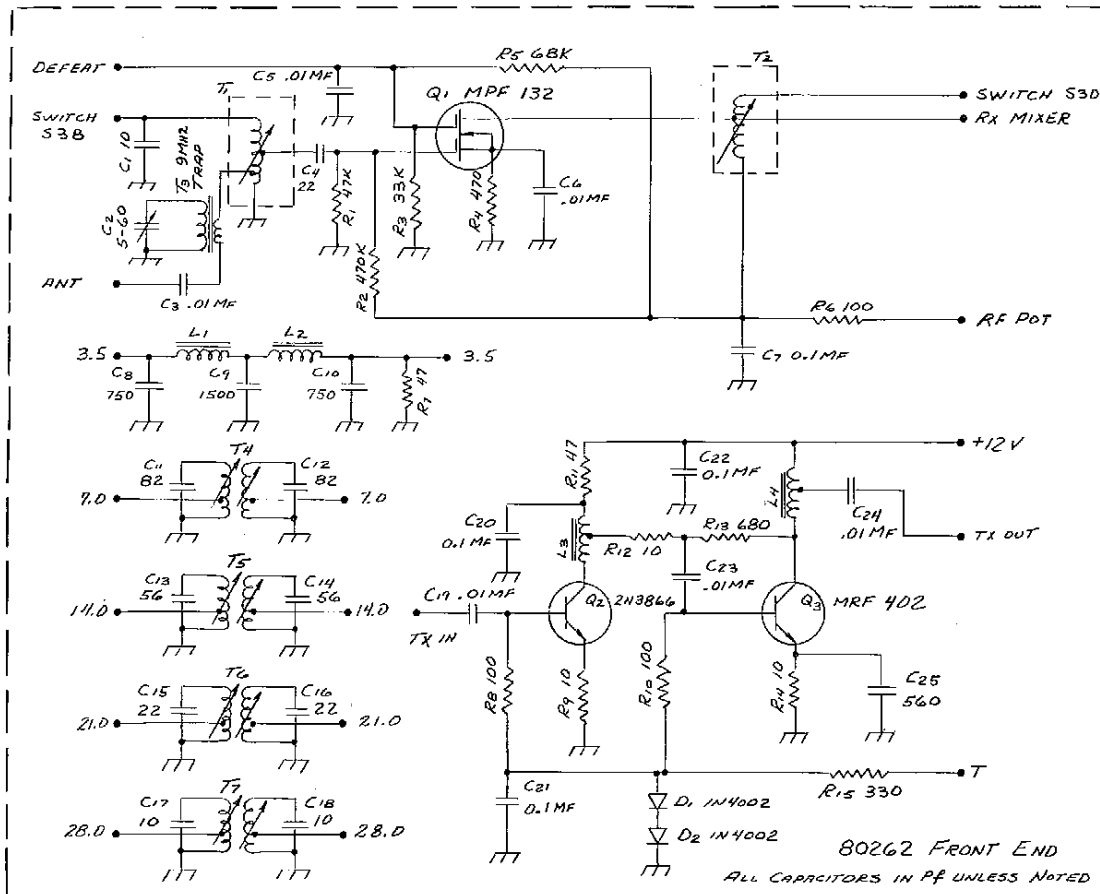 R5 68K
T2
DEFEAT
C5 .01MF
T1
Q1 MPF 132
SWITCH S3B
SWITCH S3D
RX MIXER
C1 10
T3 9MHZ TRAP
C4 22
R1 47K
R3 33K
R4 470
C6 .01MF
C2 5-60
R2 470K
ANT
C3 .01MF
R6 100
RF POT
C7 0.1MF
L1
L2
3.5
3.5
C8 750
C9 1500
C10 750
R7 47
T4
C11 82
C12 82
7.0
7.0
R11 47
C22 0.1MF
+12V
L4
C24 .01MF
C20 0.1MF
L3
R12 10
R13 680
TX OUT
C23 .01MF
T5
C13 56
C14 56
14.0
14.0
C19 .01MF
TX IN
Q2 2N3866
Q3 MRF 402
R8 100
R9 10
R10 100
R14 10
C25 560
T6
C15 22
C16 22
21.0
21.0
C21 0.1MF
R15 330
T
T7
C17 10
C18 10
28.0
28.0
D1 1N4002
D2 1N4002
80262 FRONT END
ALL CAPACITORS IN Pf UNLESS NOTED